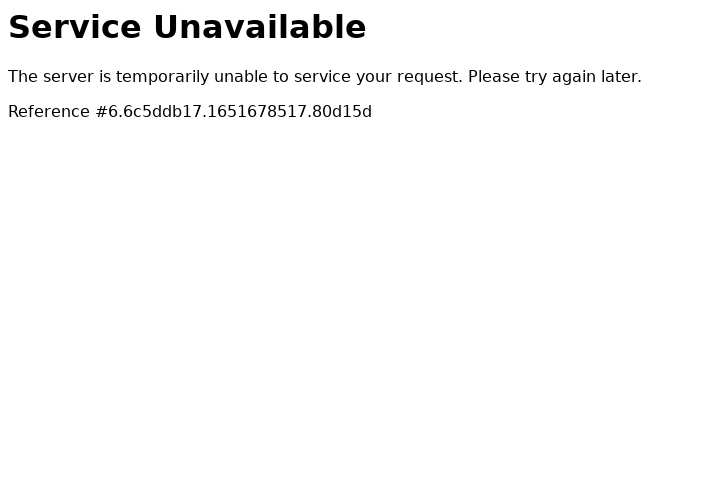 Service Unavailable
The server is temporarily unable to service your request. Please try again later.
Reference #6.6c5ddb17.1651678517.80d15d